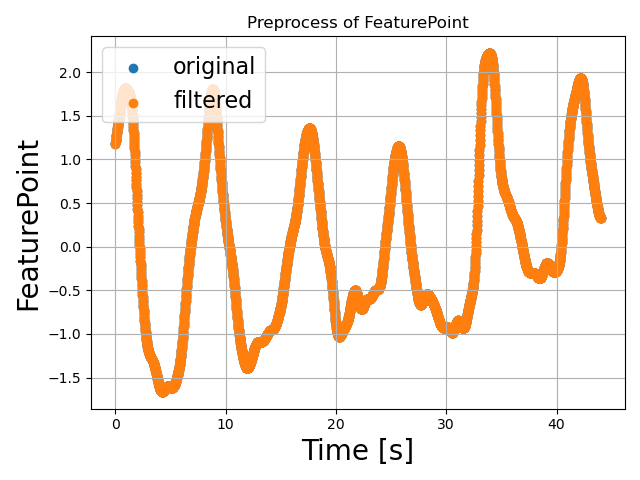 Preprocess of FeaturePoint
original
filtered
2.0
1.5
1.0
0.5
0.0
−0.5
−1.0
−1.5
FeaturePoint
0 10 20 30 40
Time [s]